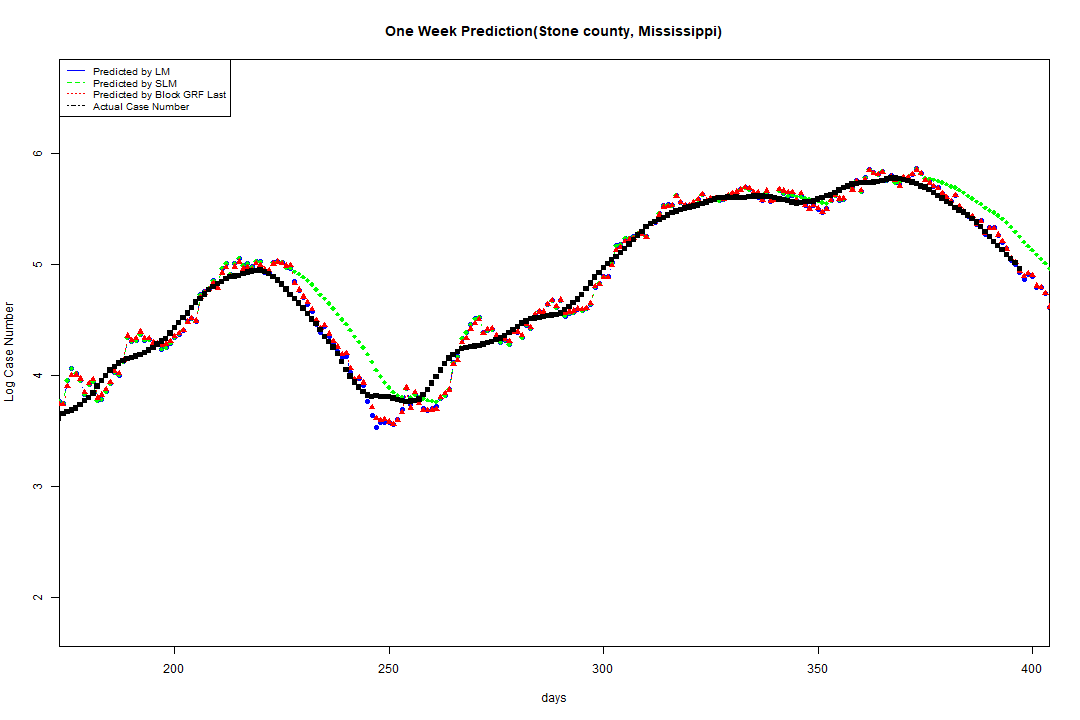 One Week Prediction(Stone county, Mississippi)
Predicted by LM
Predicted by SLM
Predicted by Block GRF Last
Actual Case Number
6
5
4
3
2
Log Case Number
200 250 300 350 400
days